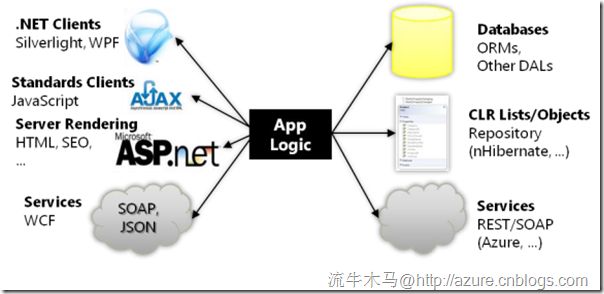 .NET Clients
Silverlight, WPF
Standards Clients
JavaScript
AJAX
Server Rendering
HTML, SEO,
...
Microsoft
ASP.net
Services
WCF
SOAP,
JSON
App
Logic
Databases
ORMs,
Other DALs
CLR Lists/Objects
Repository
(nHibernate, ...)
Services
REST/SOAP
(Azure, ...)
流牛木马@http://azure.cnblogs.com